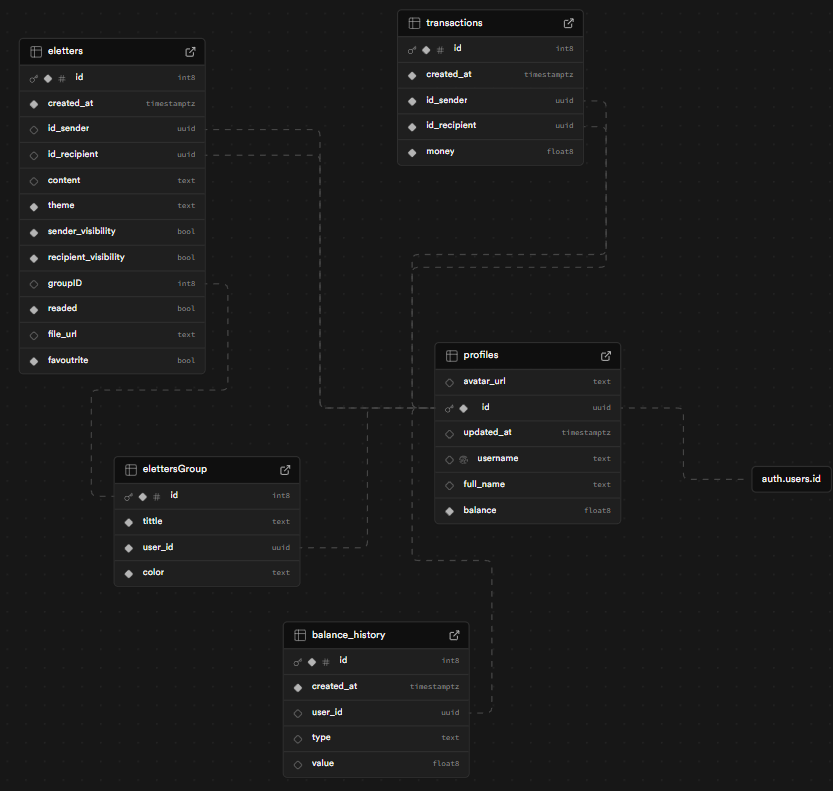 eletters
id int8
created_at timestamptz
id_sender uuid
id_recipient uuid
content text
theme text
sender_visibility bool
recipient_visibility bool
groupID int8
readed bool
file_url text
favoutrite bool
transactions
id int8
created_at timestamptz
id_sender uuid
id_recipient uuid
money float8
profiles
avatar_url text
id uuid
updated_at timestamptz
username text
full_name text
balance float8
auth.users.id
elettersGroup
id int8
tittle text
user_id uuid
color text
balance_history
id int8
created_at timestamptz
user_id uuid
type text
value float8